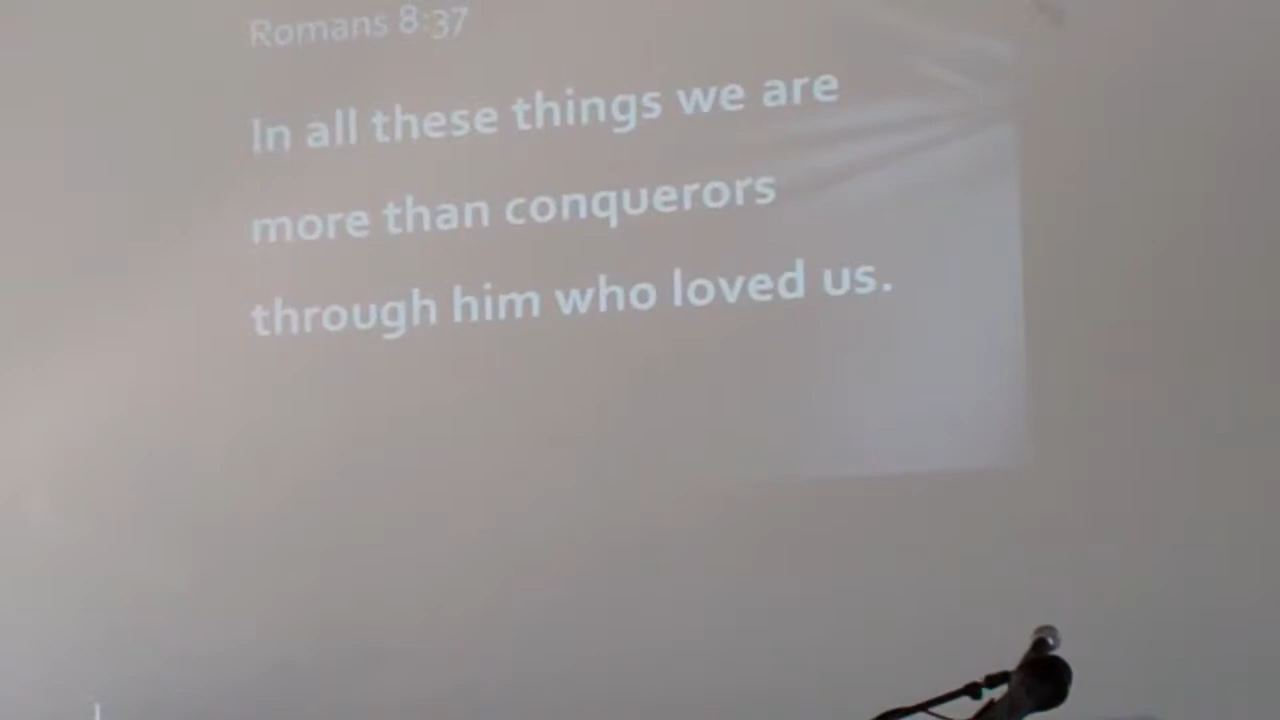 Romans 8:37
In all these things we are
more than conquerors
through him who loved us.